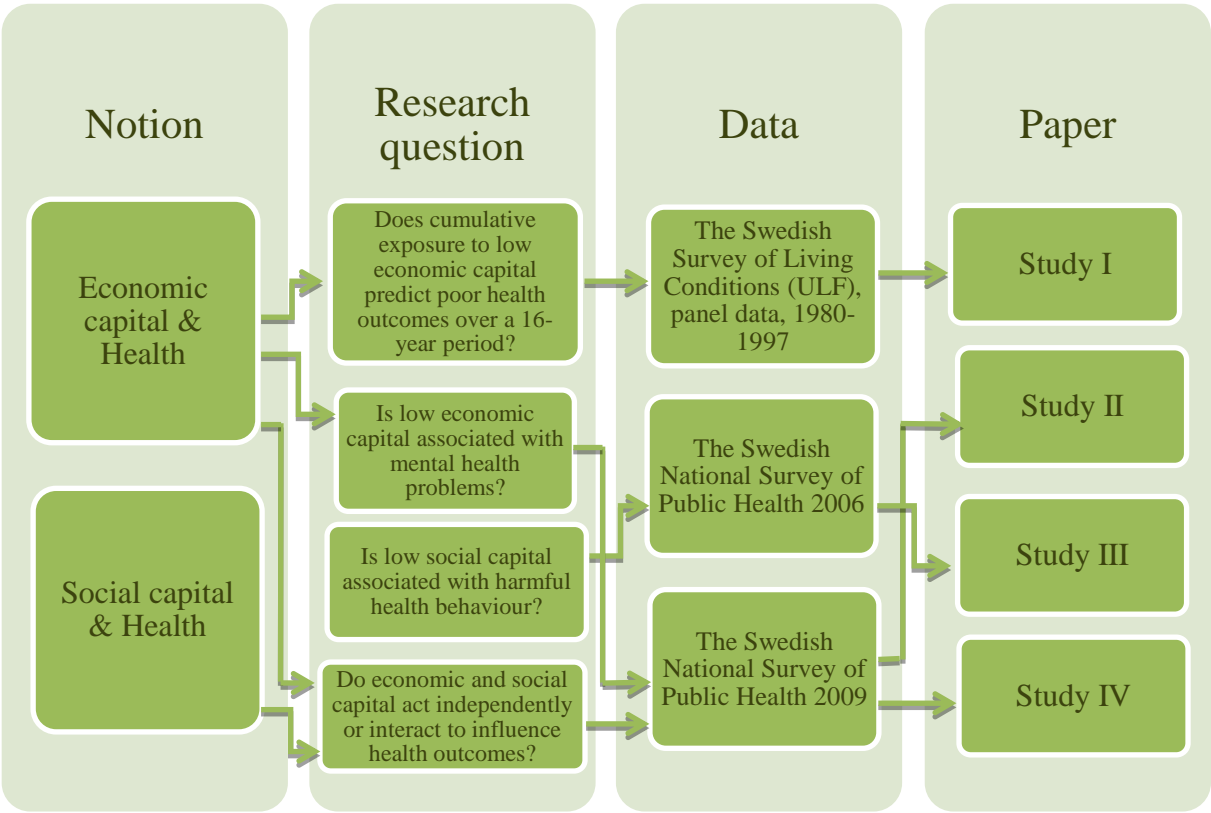 Notion
Economic
capital &
Health
Social capital
& Health
Research
question
Does cumulative
exposure to low
economic capital
predict poor health
outcomes over a 16-
year period?
Is low economic
capital associated with
mental health
problems?
Is low social capital
associated with harmful
health behaviour?
Do economic and social
capital act independently
or interact to influence
health outcomes?
Data
The Swedish
Survey of Living
Conditions (ULF),
panel data, 1980-
1997
The Swedish
National Survey of
Public Health 2006
The Swedish
National Survey of
Public Health 2009
Paper
Study I
Study II
Study III
Study IV